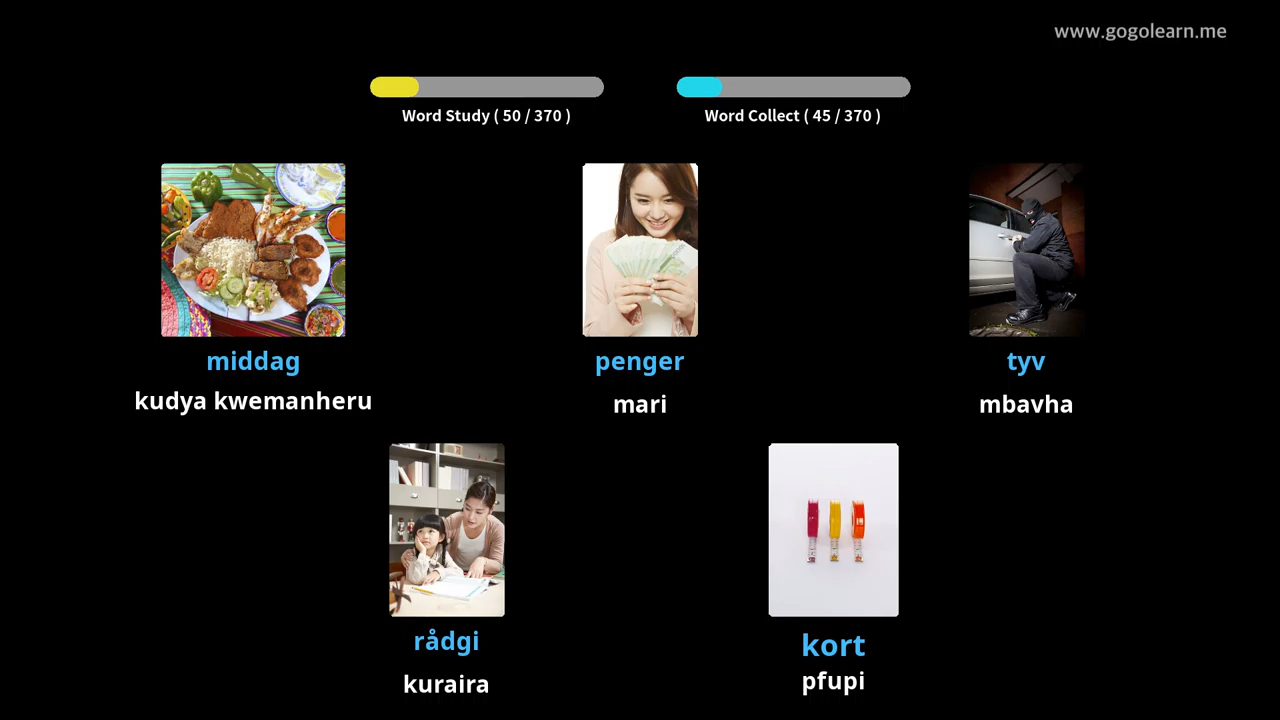 www.gogolearn.me
Word Study ( 50 / 370 )
Word Collect ( 45 / 370 )
middag
penger
tyv
kudya kwemanheru
mari
mbavha
rådgi
kort
kuraira
pfupi